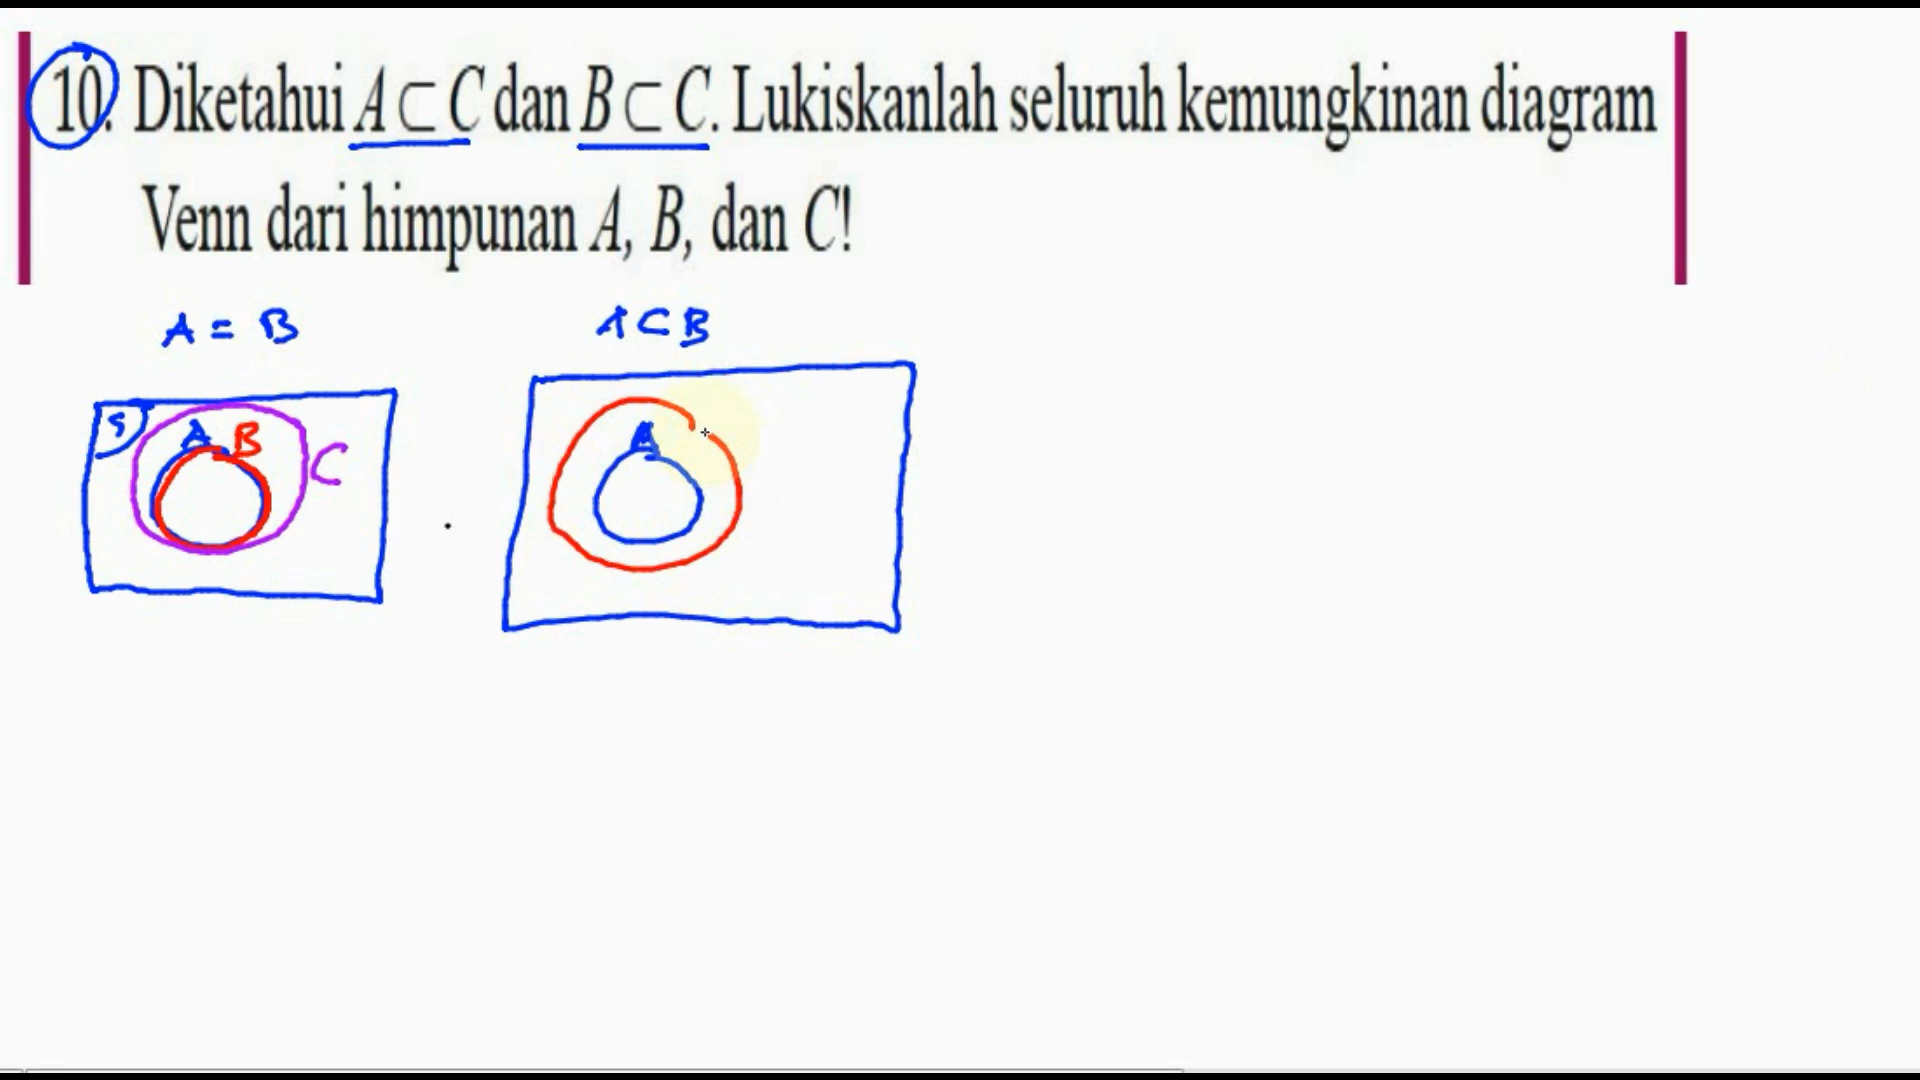 10. Diketahui A ⊂ C dan B ⊂ C. Lukiskanlah seluruh kemungkinan diagram
Venn dari himpunan A, B, dan C!
A = B
A ⊂ B
S
A B
C
A